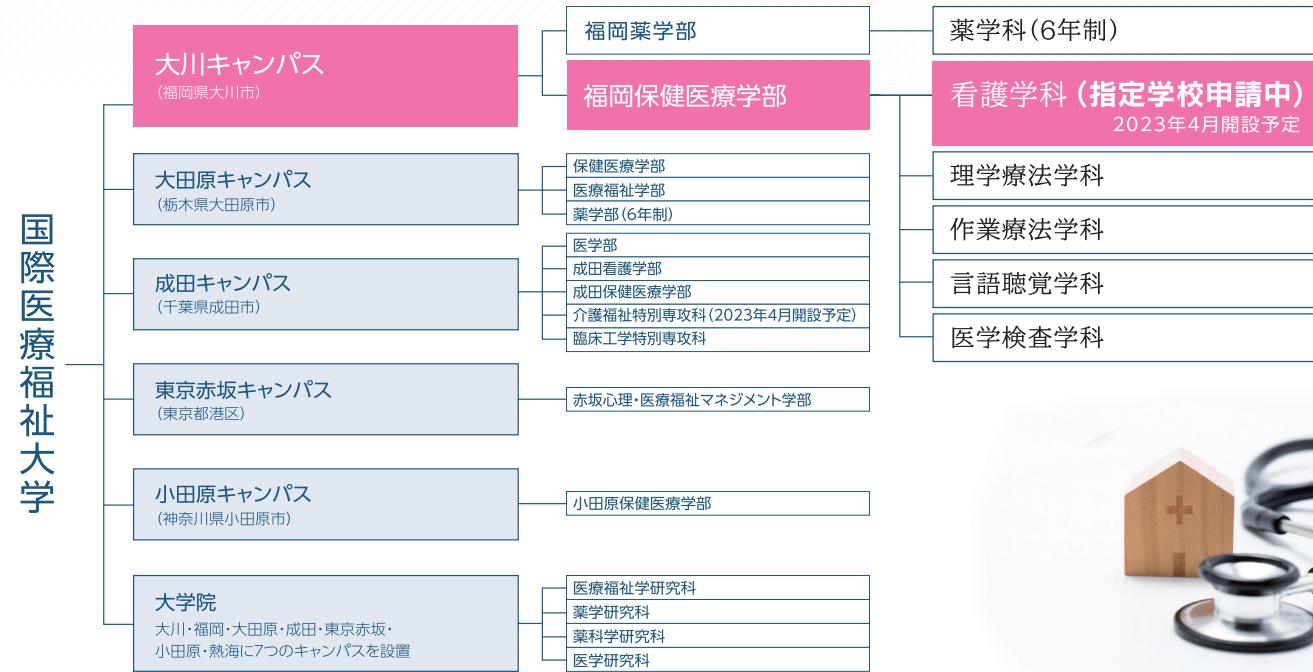 国際医療福祉大学
大川キャンパス
(福岡県大川市)
福岡薬学部
薬学科(6年制)
福岡保健医療学部
看護学科(指定学校申請中)
2023年4月開設予定
理学療法学科
作業療法学科
言語聴覚学科
医学検査学科
大田原キャンパス
(栃木県大田原市)
保健医療学部
医療福祉学部
薬学部(6年制)
成田キャンパス
(千葉県成田市)
医学部
成田看護学部
成田保健医療学部
介護福祉特別専攻科(2023年4月開設予定)
臨床工学特別専攻科
東京赤坂キャンパス
(東京都港区)
赤坂心理・医療福祉マネジメント学部
小田原キャンパス
(神奈川県小田原市)
小田原保健医療学部
大学院
大川・福岡・大田原・成田・東京赤坂・
小田原・熱海に7つのキャンパスを設置
医療福祉学研究科
薬学研究科
薬科学研究科
医学研究科